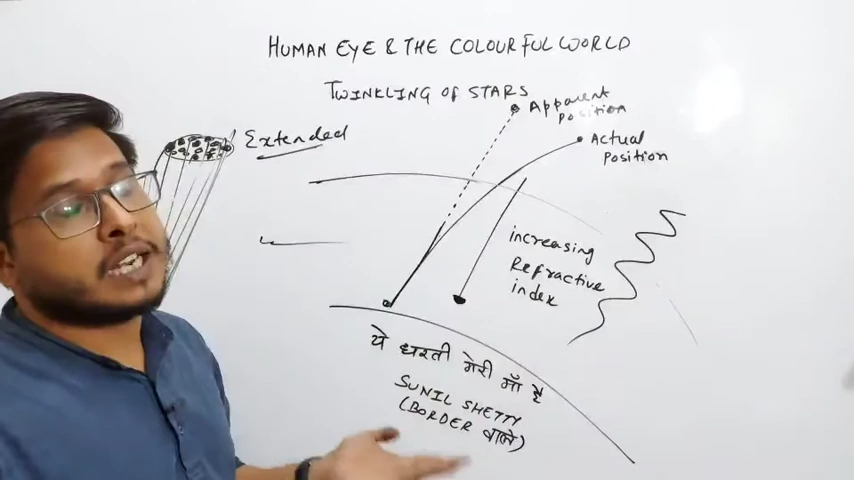 HUMAN EYE & THE COLOURFUL WORLD
TWINKLING OF STARS
Apparent
position
Extended
Actual
position
increasing
Refractive
index
ये धरती मेरी माँ है
SUNIL SHETTY
(BORDER वाले)